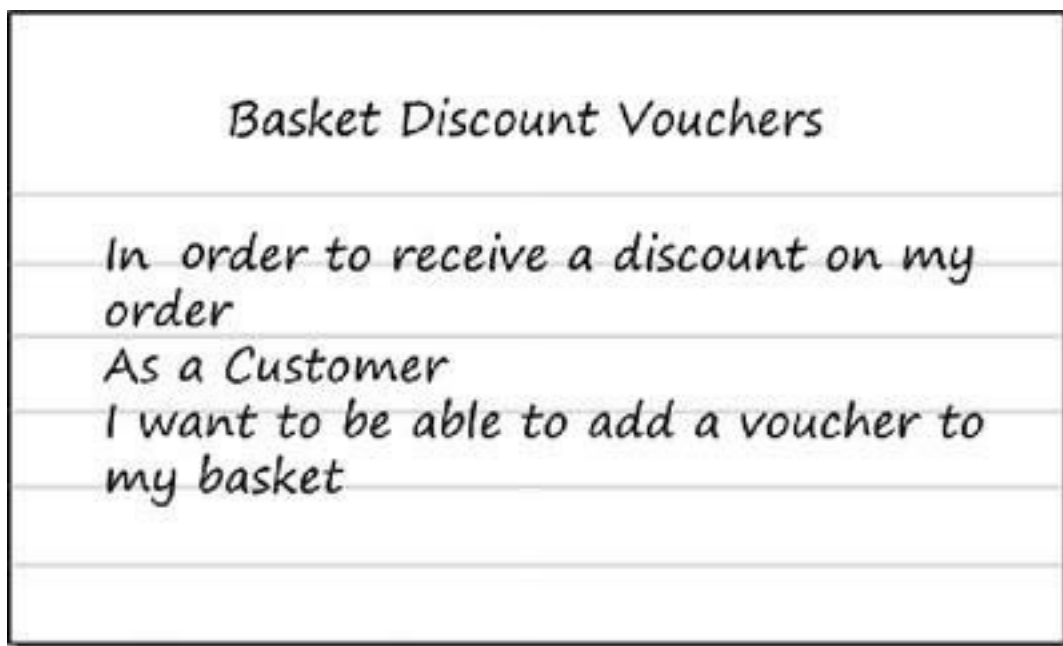 Basket Discount Vouchers
In order to receive a discount on my
order
As a Customer
I want to be able to add a voucher to
my basket